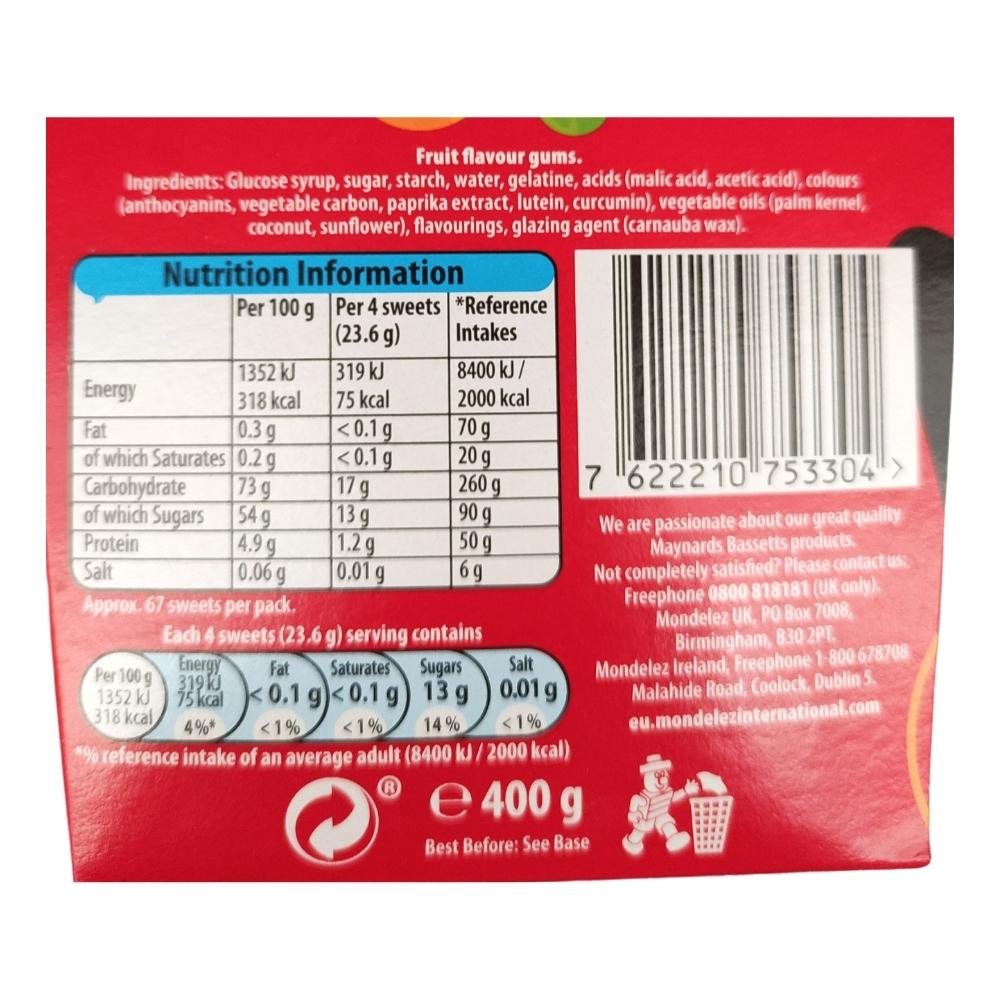 Fruit flavour gums.
Ingredients: Glucose syrup, sugar, starch, water, gelatine, acids (malic acid, acetic acid), colours
(anthocyanins, vegetable carbon, paprika extract, lutein, curcumin), vegetable oils (palm kernel,
coconut, sunflower), flavourings, glazing agent (carnauba wax).
Nutrition Information
Per 100 g Per 4 sweets (23.6 g) *Reference Intakes
Energy 1352 kJ 319 kJ 8400 kJ /
318 kcal 75 kcal 2000 kcal
Fat 0.3 g <0.1 g 70 g
of which Saturates 0.2 g <0.1 g 20 g
Carbohydrate 73 g 17 g 260 g
of which Sugars 54 g 13 g 90 g
Protein 4.9 g 1.2 g 50 g
Salt 0.06 g 0.01 g 6 g
Approx. 67 sweets per pack.
Each 4 sweets (23.6 g) serving contains
Per 100 g
1352 kJ
318 kcal
Energy
319 kJ
75 kcal
4%*
Fat
<0.1 g
<1%
Saturates
<0.1 g
<1%
Sugars
13 g
14%
Salt
0.01 g
<1%
*% reference intake of an average adult (8400 kJ / 2000 kcal)
® e 400 g
Best Before: See Base
7 622210 753304 >
We are passionate about our great quality
Maynards Bassetts products.
Not completely satisfied? Please contact us:
Freephone 0800 818181 (UK only).
Mondelez UK, PO Box 7008,
Birmingham, B30 2PT.
Mondelez Ireland, Freephone 1-800 678708
Malahide Road, Coolock, Dublin 5.
eu.mondelezinternational.com